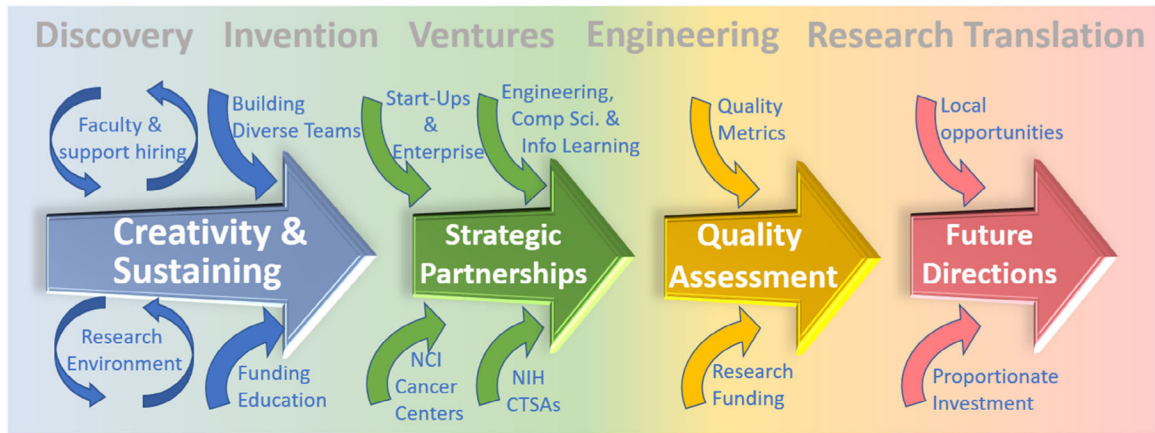 Discovery Invention Ventures Engineering Research Translation
Faculty &
support hiring
Building
Diverse Teams
Creativity &
Sustaining
Research
Environment
Funding
Education
Start-Ups
&
Enterprise
Engineering,
Comp Sci. &
Info Learning
Strategic
Partnerships
NCI
Cancer
Centers
NIH
CTSAs
Quality
Metrics
Quality
Assessment
Research
Funding
Local
opportunities
Future
Directions
Proportionate
Investment